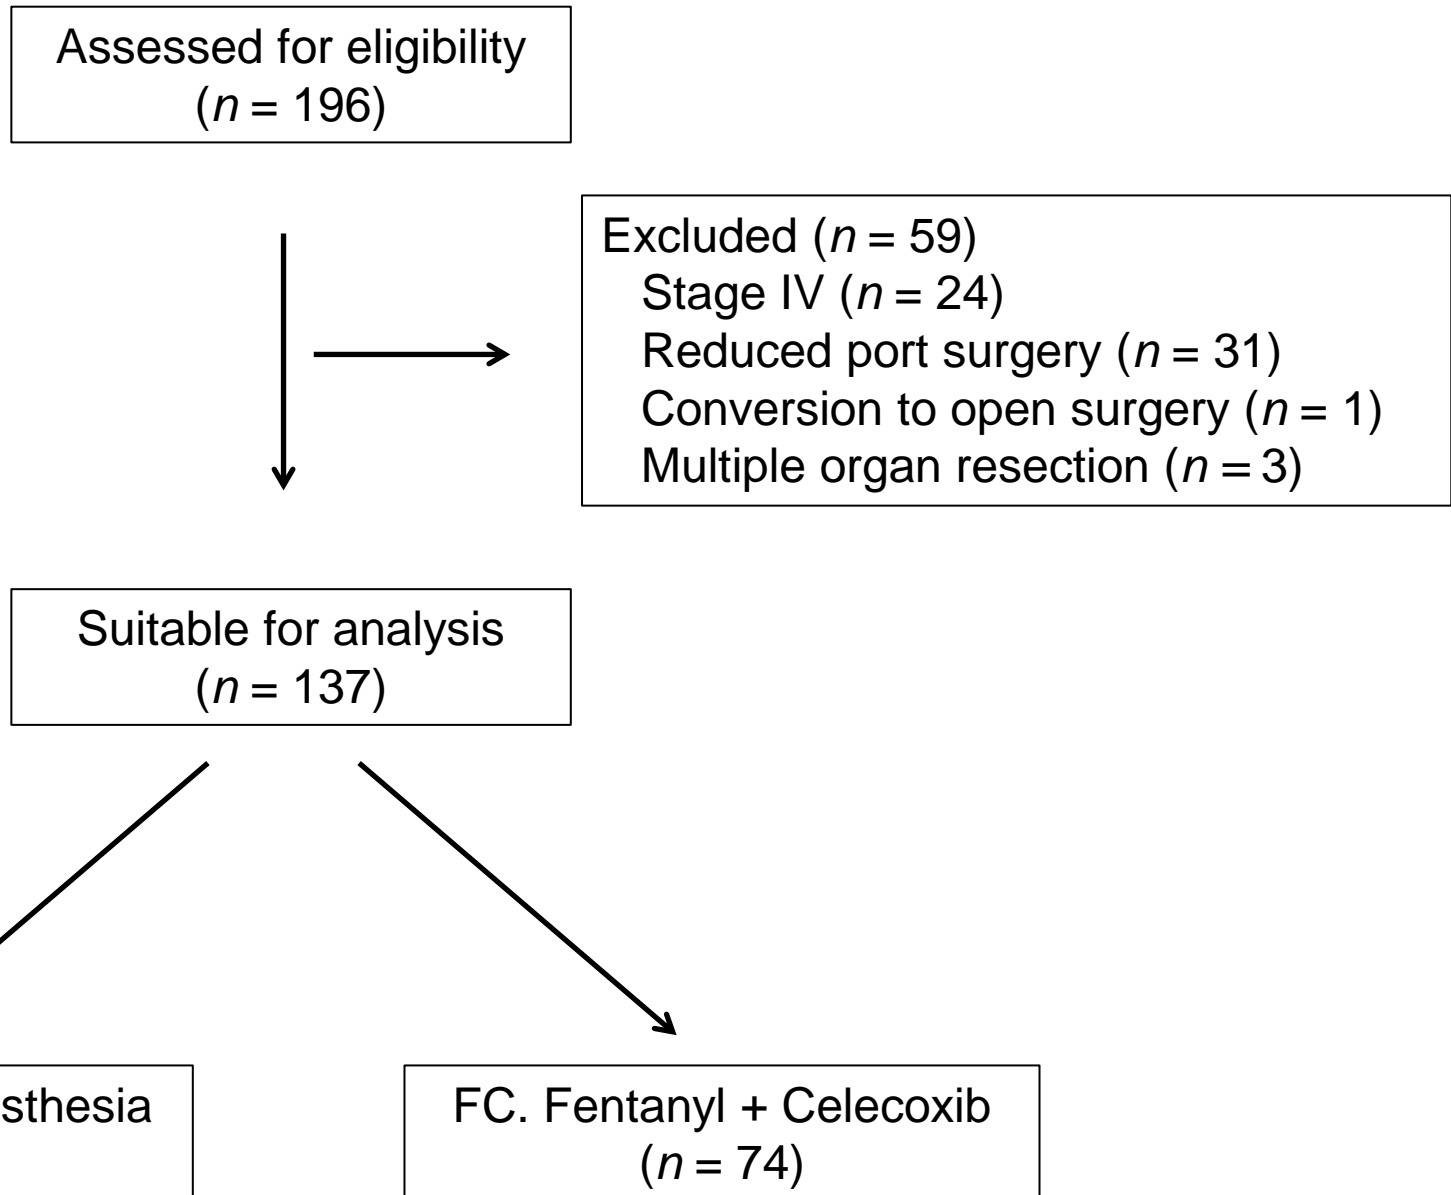 Assessed for eligibility
(n = 196)
Excluded (n = 59)
Stage IV (n = 24)
Reduced port surgery (n = 31)
Conversion to open surgery (n = 1)
Multiple organ resection (n = 3)
Suitable for analysis
(n = 137)
sthesia
FC. Fentanyl + Celecoxib
(n = 74)